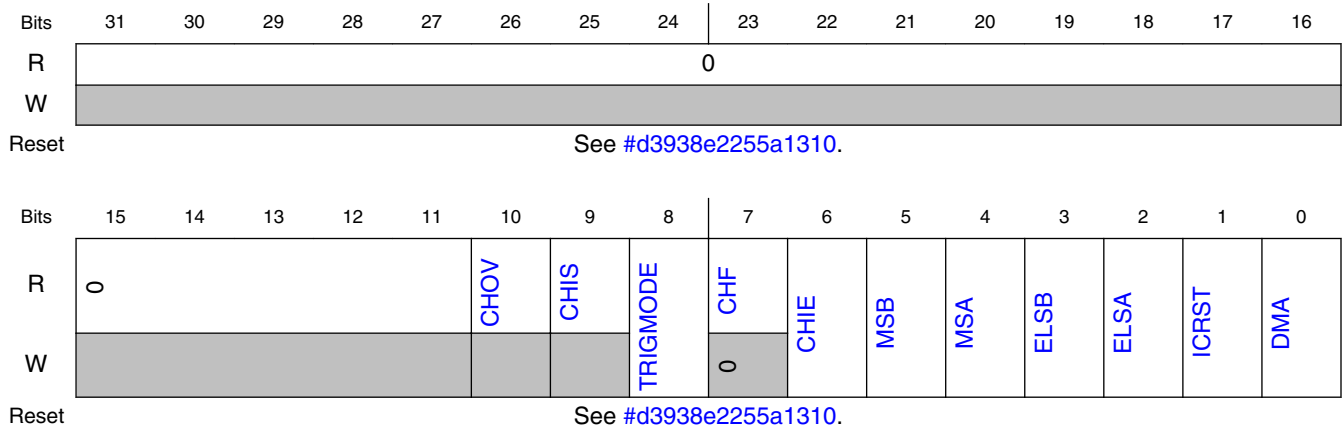 Bits 31 30 29 28 27 26 25 24 23 22 21 20 19 18 17 16
R 0
W
Reset See #d3938e2255a1310.
Bits 15 14 13 12 11 10 9 8 7 6 5 4 3 2 1 0
R 0 CHOV CHIS TRIGMODE CHF CHIE MSB MSA ELSB ELSA ICRST DMA
W 0
Reset See #d3938e2255a1310.